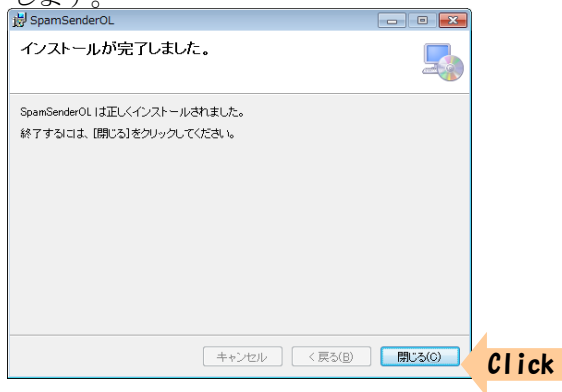 します。
SpamSenderOL
インストールが完了しました。
SpamSenderOL は正しくインストールされました。
終了するには、[閉じる]をクリックしてください。
キャンセル
< 戻る(B)
閉じる(C)
Click